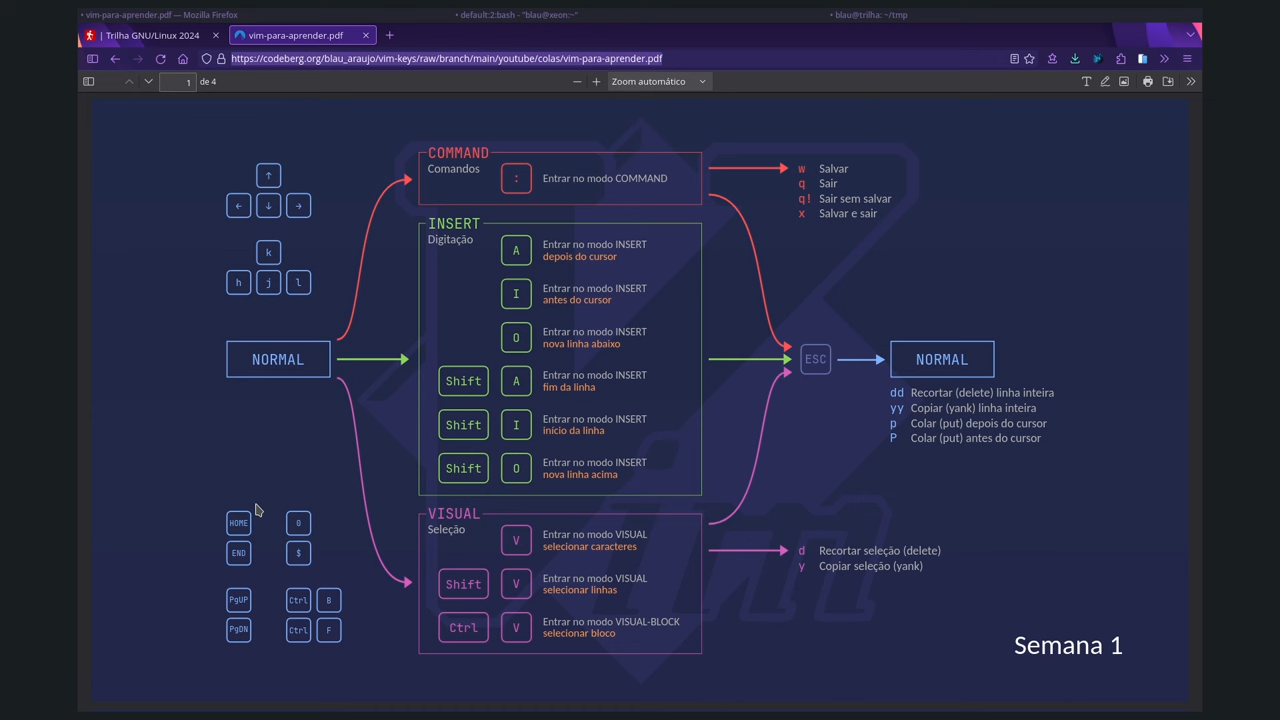 vim-para-aprender.pdf — Mozilla Firefox
default:2:bash - "blau@xeon:~"
blau@trilha: ~/tmp
| Trilha GNU/Linux 2024
vim-para-aprender.pdf
https://codeberg.org/blau_araujo/vim-keys/raw/branch/main/youtube/colas/vim-para-aprender.pdf
1 de 4
Zoom automático
COMMAND
Comandos
: Entrar no modo COMMAND
w Salvar
q Sair
q! Sair sem salvar
x Salvar e sair
↑
← ↓ →
k
h j l
INSERT
Digitação
A Entrar no modo INSERT
depois do cursor
I Entrar no modo INSERT
antes do cursor
O Entrar no modo INSERT
nova linha abaixo
Shift A Entrar no modo INSERT
fim da linha
Shift I Entrar no modo INSERT
início da linha
Shift O Entrar no modo INSERT
nova linha acima
NORMAL
ESC
NORMAL
dd Recortar (delete) linha inteira
yy Copiar (yank) linha inteira
p Colar (put) depois do cursor
P Colar (put) antes do cursor
HOME 0
END $
PgUP Ctrl B
PgDN Ctrl F
VISUAL
Seleção
V Entrar no modo VISUAL
selecionar caracteres
Shift V Entrar no modo VISUAL
selecionar linhas
Ctrl V Entrar no modo VISUAL-BLOCK
selecionar bloco
d Recortar seleção (delete)
y Copiar seleção (yank)
Vim
Semana 1